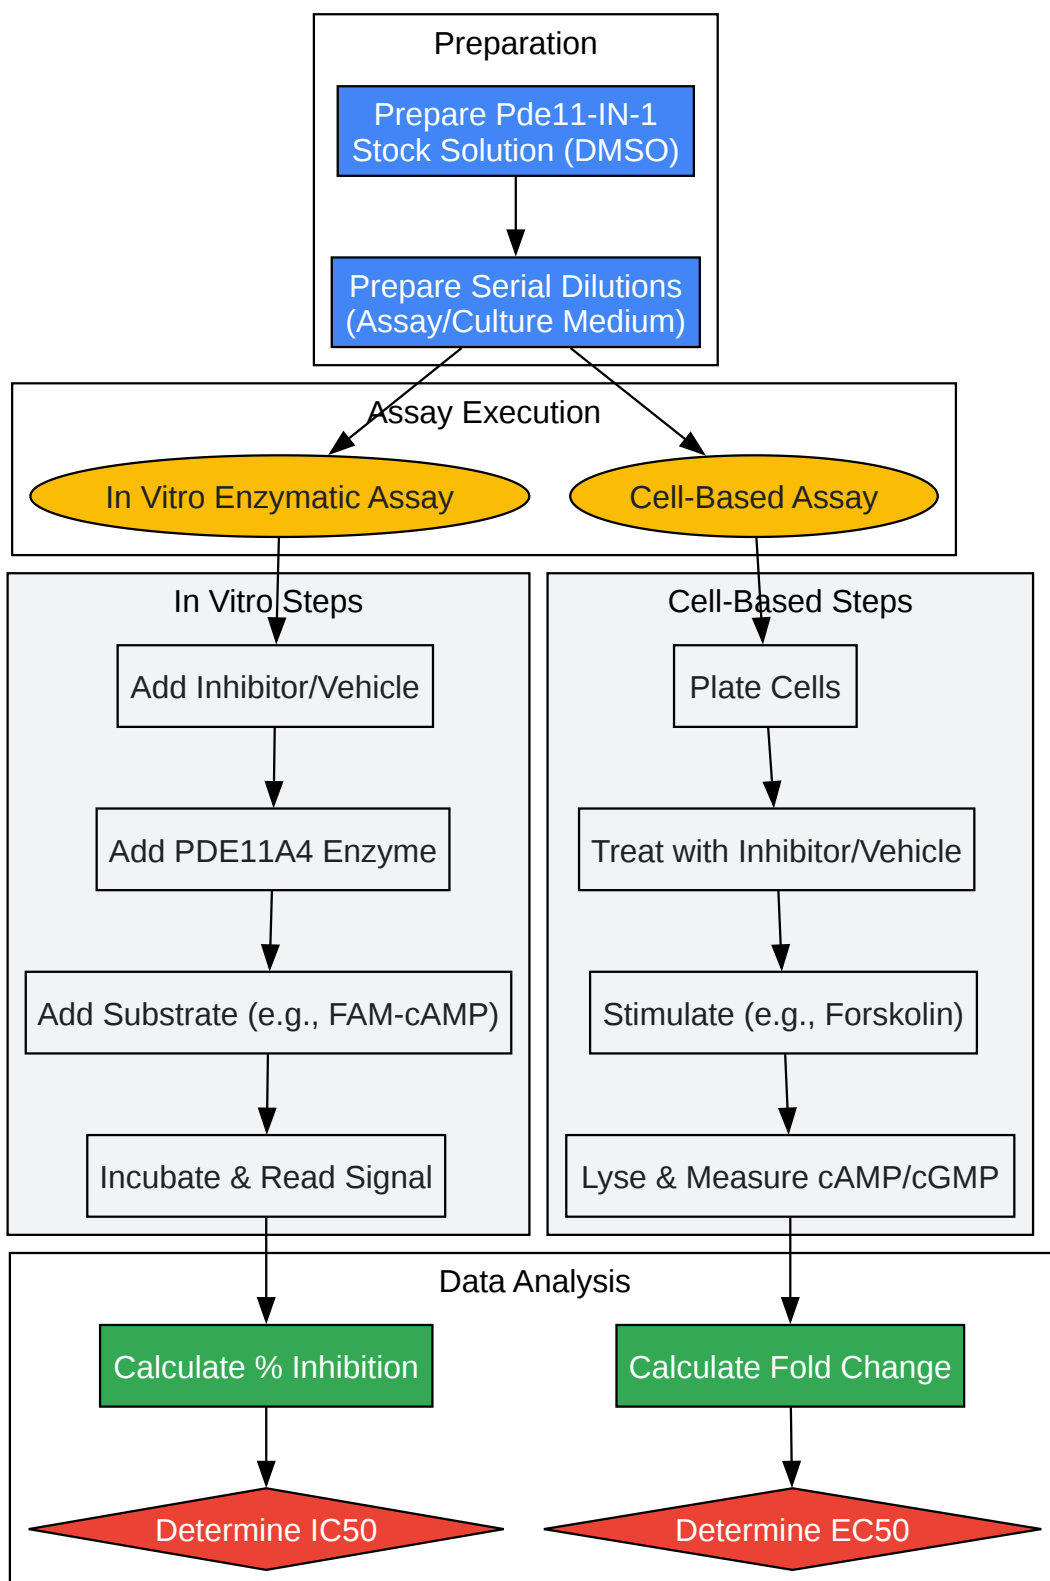 Preparation
Prepare Pde11-IN-1
Stock Solution (DMSO)
Prepare Serial Dilutions
(Assay/Culture Medium)
Assay Execution
In Vitro Enzymatic Assay
Cell-Based Assay
In Vitro Steps
Add Inhibitor/Vehicle
Add PDE11A4 Enzyme
Add Substrate (e.g., FAM-cAMP)
Incubate & Read Signal
Cell-Based Steps
Plate Cells
Treat with Inhibitor/Vehicle
Stimulate (e.g., Forskolin)
Lyse & Measure cAMP/cGMP
Data Analysis
Calculate % Inhibition
Calculate Fold Change
Determine IC50
Determine EC50